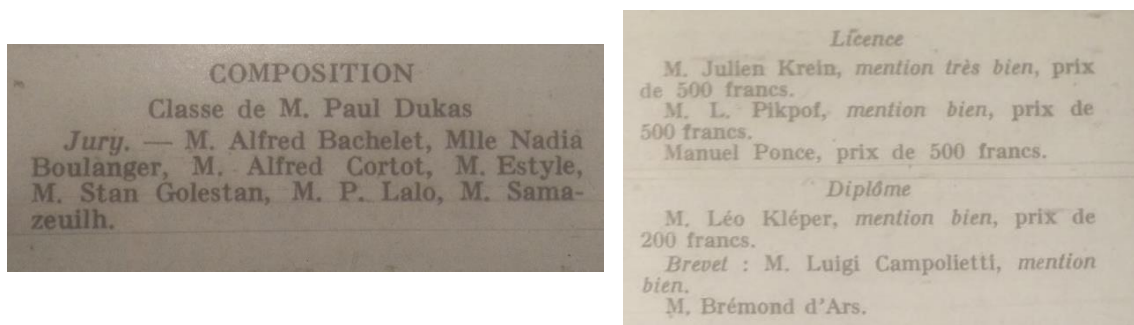 COMPOSITION
Classe de M. Paul Dukas
Jury. — M. Alfred Bachelet, Mlle Nadia
Boulanger, M. Alfred Cortot, M. Estyle,
M. Stan Golestan, M. P. Lalo, M. Sama-
zeuilh.
Licence
M. Julien Krein, mention très bien, prix
de 500 francs.
M. L. Pikpof, mention bien, prix de
500 francs.
Manuel Ponce, prix de 500 francs.
Diplôme
M. Léo Kléper, mention bien, prix de
200 francs.
Brevet : M. Luigi Campolietti, mention
bien.
M. Brémond d'Ars.